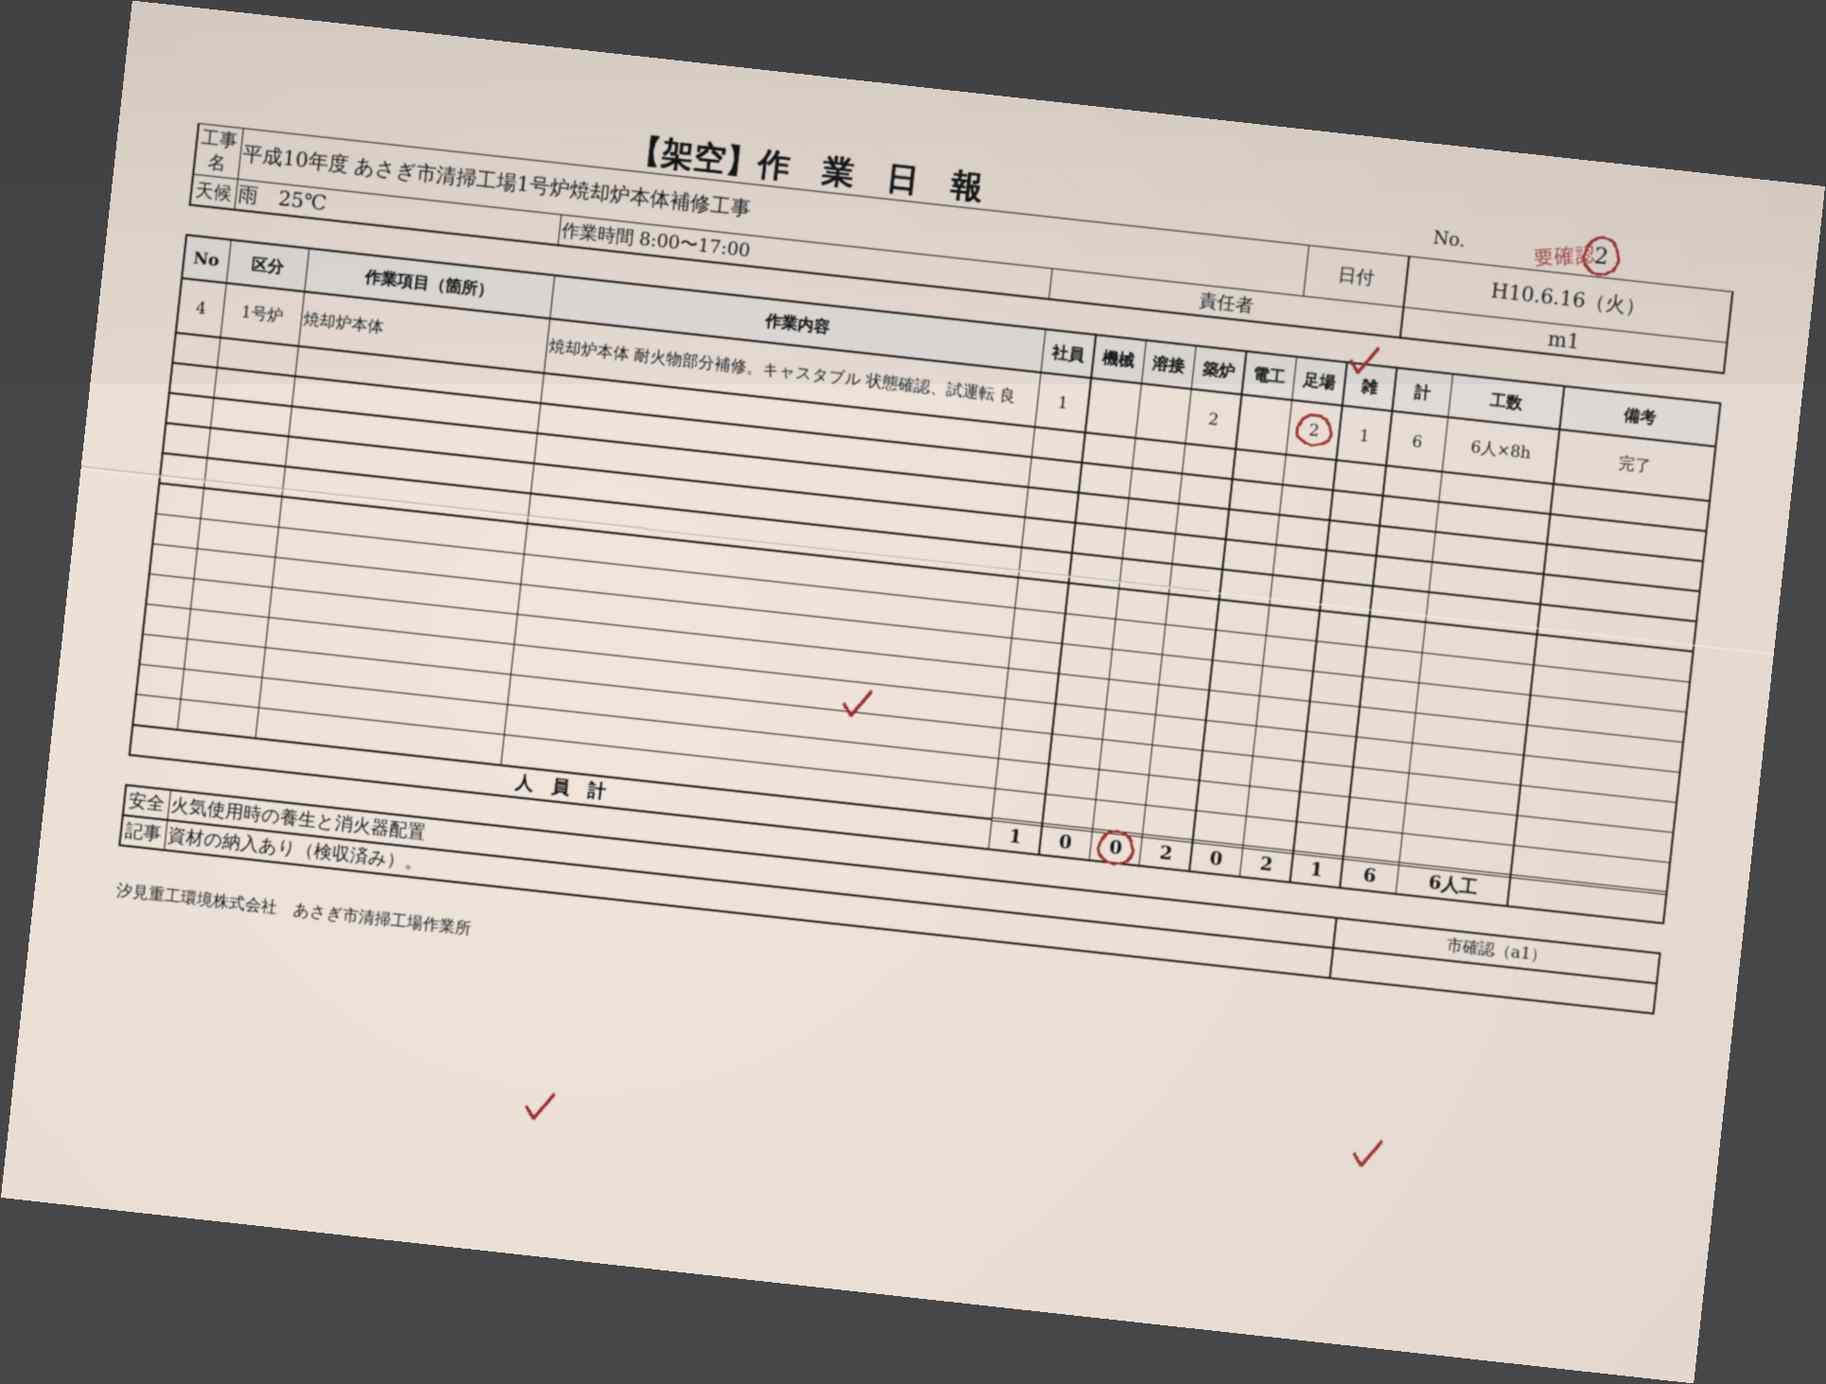 【架空】作 業 日 報
No. 2
要確認
工事名 平成10年度 あさぎ市清掃工場1号炉焼却炉本体補修工事 日付 H10.6.16（火）
天候 雨 25℃ 作業時間 8:00〜17:00 責任者 m1
No 区分 作業項目（箇所） 作業内容 社員 機械 溶接 築炉 電工 足場 雑 計 工数 備考
4 1号炉 焼却炉本体 焼却炉本体 耐火物部分補修。キャスタブル 状態確認、試運転 良 1 2 2 1 6 6人×8h 完了
人 員 計 1 0 0 2 0 2 1 6 6人工
安全 火気使用時の養生と消火器配置 市確認（a1）
記事 資材の納入あり（検収済み）。
汐見重工環境株式会社 あさぎ市清掃工場作業所